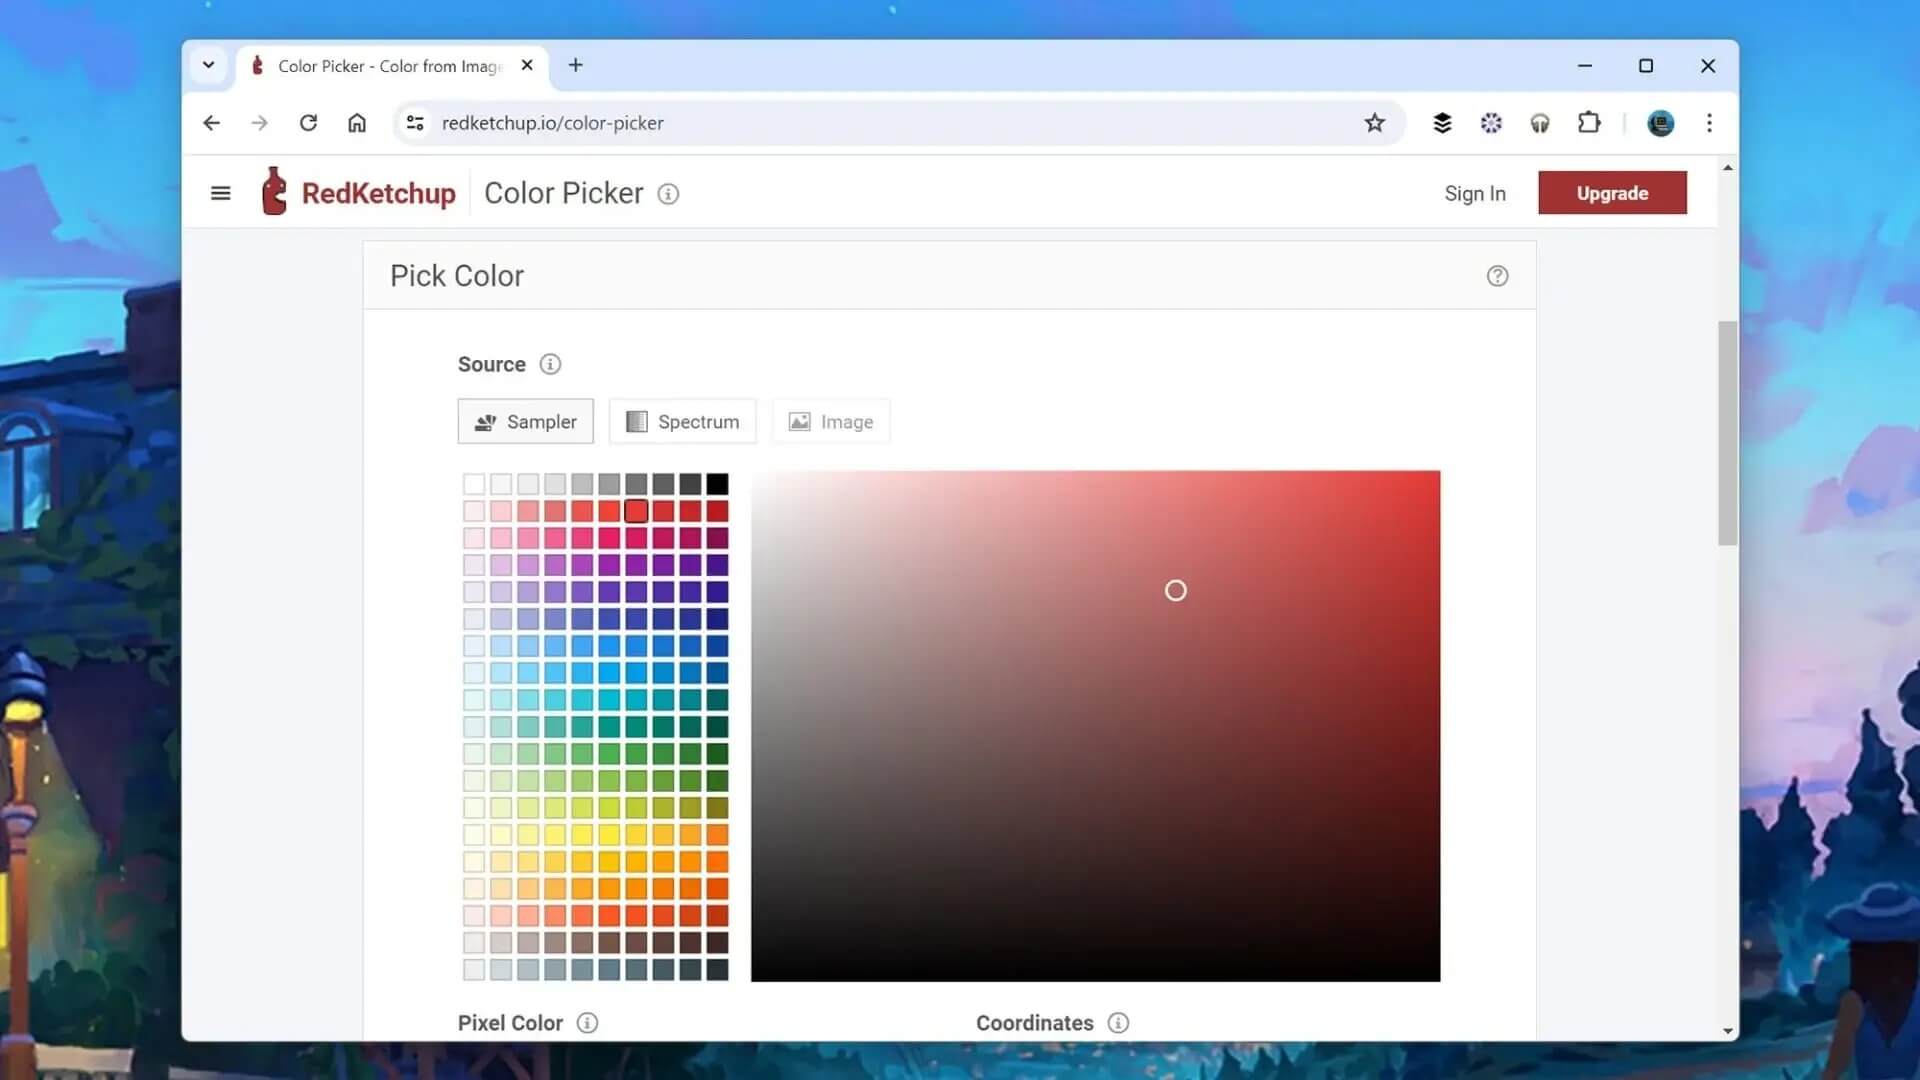 Color Picker - Color from Imag
redketchup.io/color-picker
RedKetchup Color Picker
Sign In
Upgrade
Pick Color
Source
Sampler
Spectrum
Image
Pixel Color
Coordinates